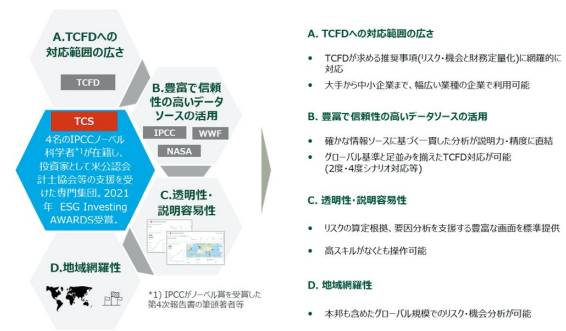 A.TCFDへの
対応範囲の広さ
TCFD
B.豊富で信頼
性の高いデータ
ソースの活用
IPCC WWF
NASA
TCS
4名のIPCCノーベル
科学者*1が在籍し、
投資家として米公認会
計士協会等の支援を受
けた専門集団。2021
年 ESG Investing
AWARDS受賞。
C.透明性・
説明容易性
D.地域網羅性
*1) IPCCがノーベル賞を受賞した
第4次報告書の筆頭著者等
A. TCFDへの対応範囲の広さ
• TCFDが求める推奨事項(リスク・機会と財務定量化)に網羅的に
対応
• 大手から中小企業まで、幅広い業種の企業で利用可能
B. 豊富で信頼性の高いデータソースの活用
• 確かな情報ソースに基づく一貫した分析が説明力・精度に直結
• グローバル基準と足並みを揃えたTCFD対応が可能
(2度・4度シナリオ対応等)
C. 透明性・説明容易性
• リスクの算定根拠、要因分析を支援する豊富な画面を標準提供
• 高スキルがなくとも操作可能
D. 地域網羅性
• 本邦も含めたグローバル規模でのリスク・機会分析が可能